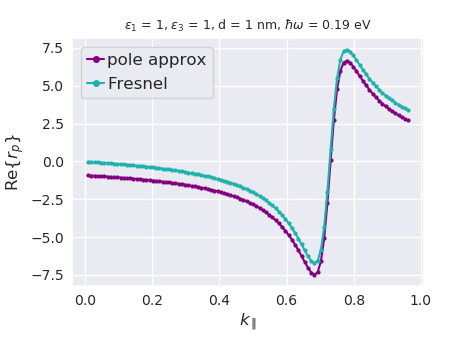 ε₁ = 1, ε₃ = 1, d = 1 nm, ℏω = 0.19 eV
pole approx
Fresnel
Re{rₚ}
7.5
5.0
2.5
0.0
−2.5
−5.0
−7.5
0.0 0.2 0.4 0.6 0.8 1.0
k∥